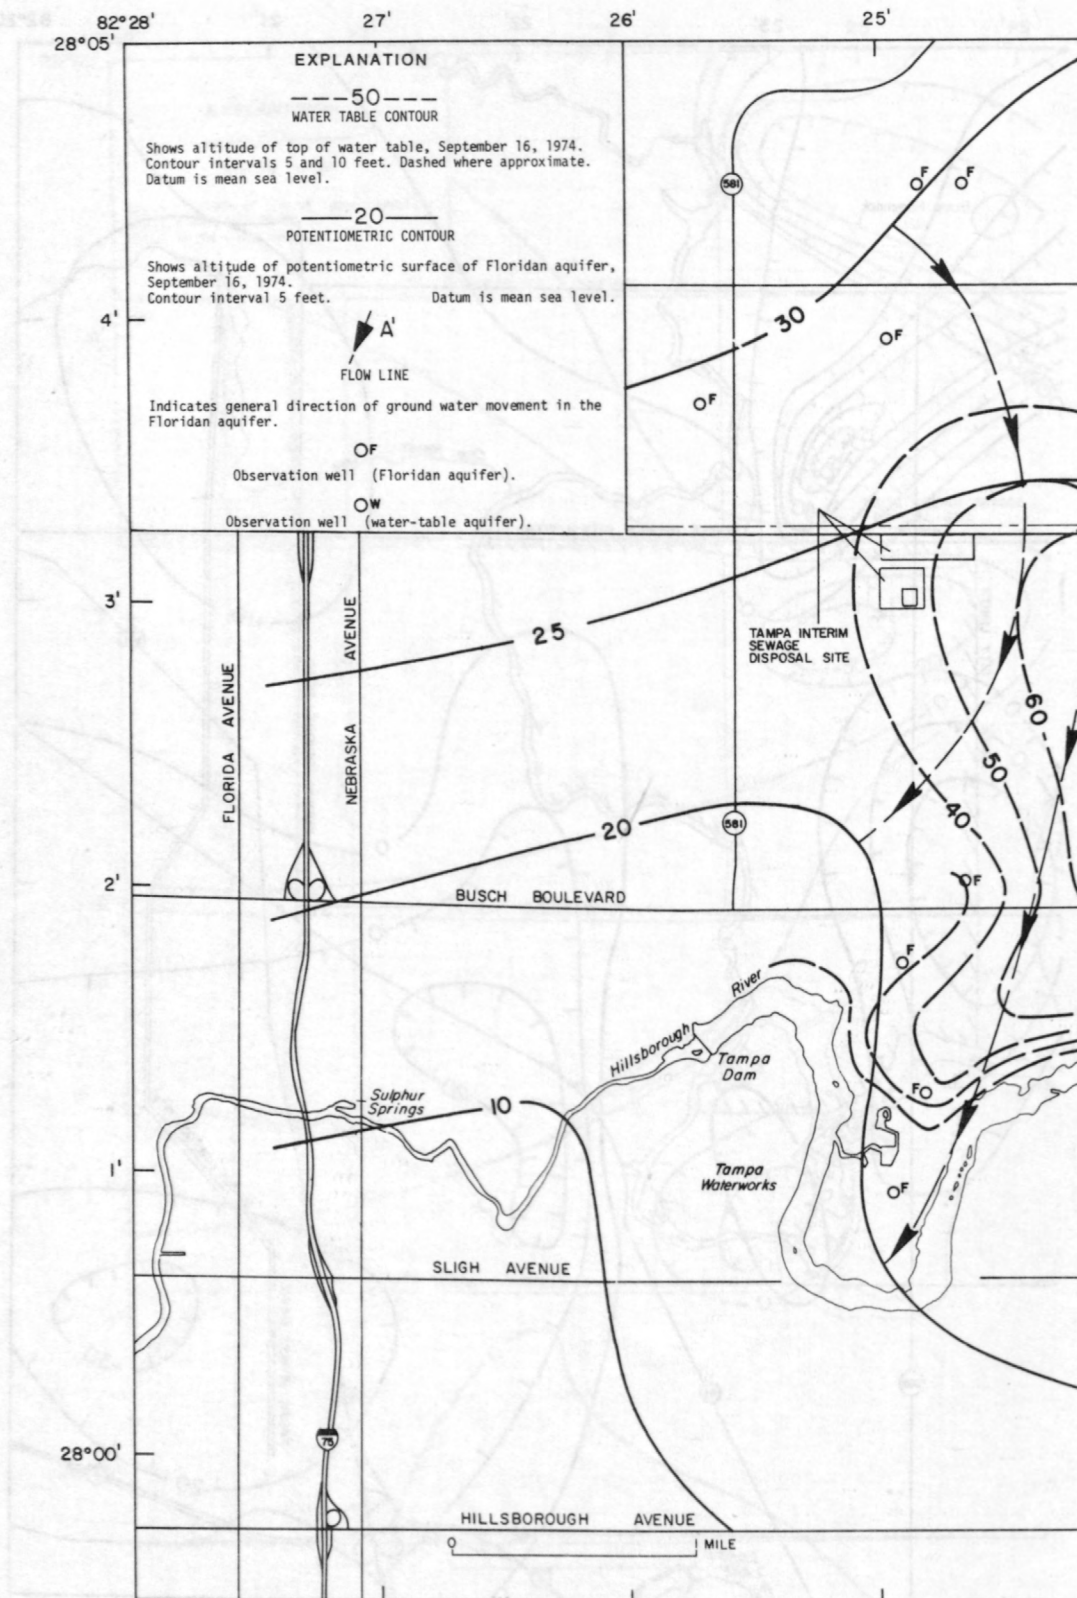 82°28'
27'
26'
25'
28°05'
EXPLANATION
50
WATER TABLE CONTOUR
Shows altitude of top of water table, September 16, 1974.
Contour intervals 5 and 10 feet. Dashed where approximate.
Datum is mean sea level.
20
POTENTIOMETRIC CONTOUR
Shows altitude of potentiometric surface of Floridan aquifer,
September 16, 1974.
Contour interval 5 feet. Datum is mean sea level.
A'
FLOW LINE
Indicates general direction of ground water movement in the
Floridan aquifer.
F
Observation well (Floridan aquifer).
W
Observation well (water-table aquifer).
581
F
F
4'
30
F
F
3'
25
TAMPA INTERIM
SEWAGE
DISPOSAL SITE
FLORIDA AVENUE
NEBRASKA AVENUE
60
50
40
20
581
2'
BUSCH BOULEVARD
F
F
Hillsborough River
Tampa
Dam
Sulphur
Springs
10
F
1'
Tampa
Waterworks
F
SLIGH AVENUE
75
28°00'
HILLSBOROUGH AVENUE
0 1 MILE